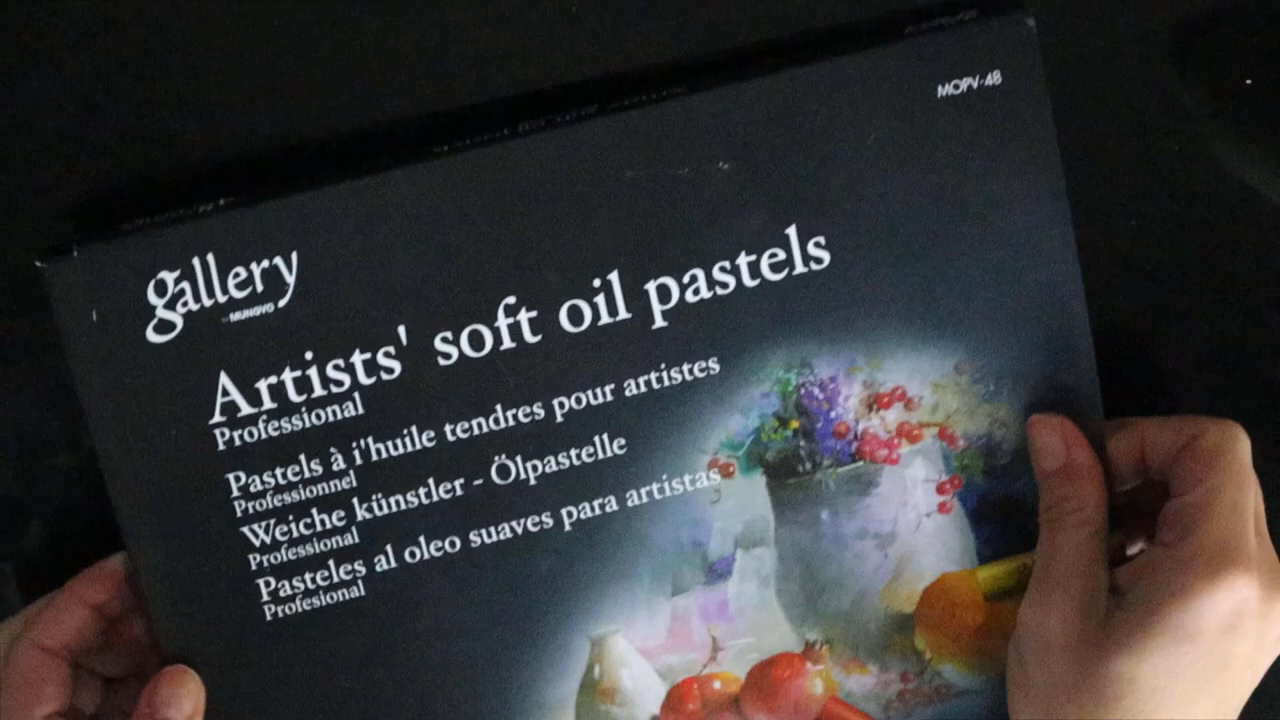 MOPV-48
gallery
MUNGYO
Artists' soft oil pastels
Professional
Pastels à i'huile tendres pour artistes
Professionnel
Weiche künstler - Ölpastelle
Professional
Pasteles al oleo suaves para artistas
Profesional